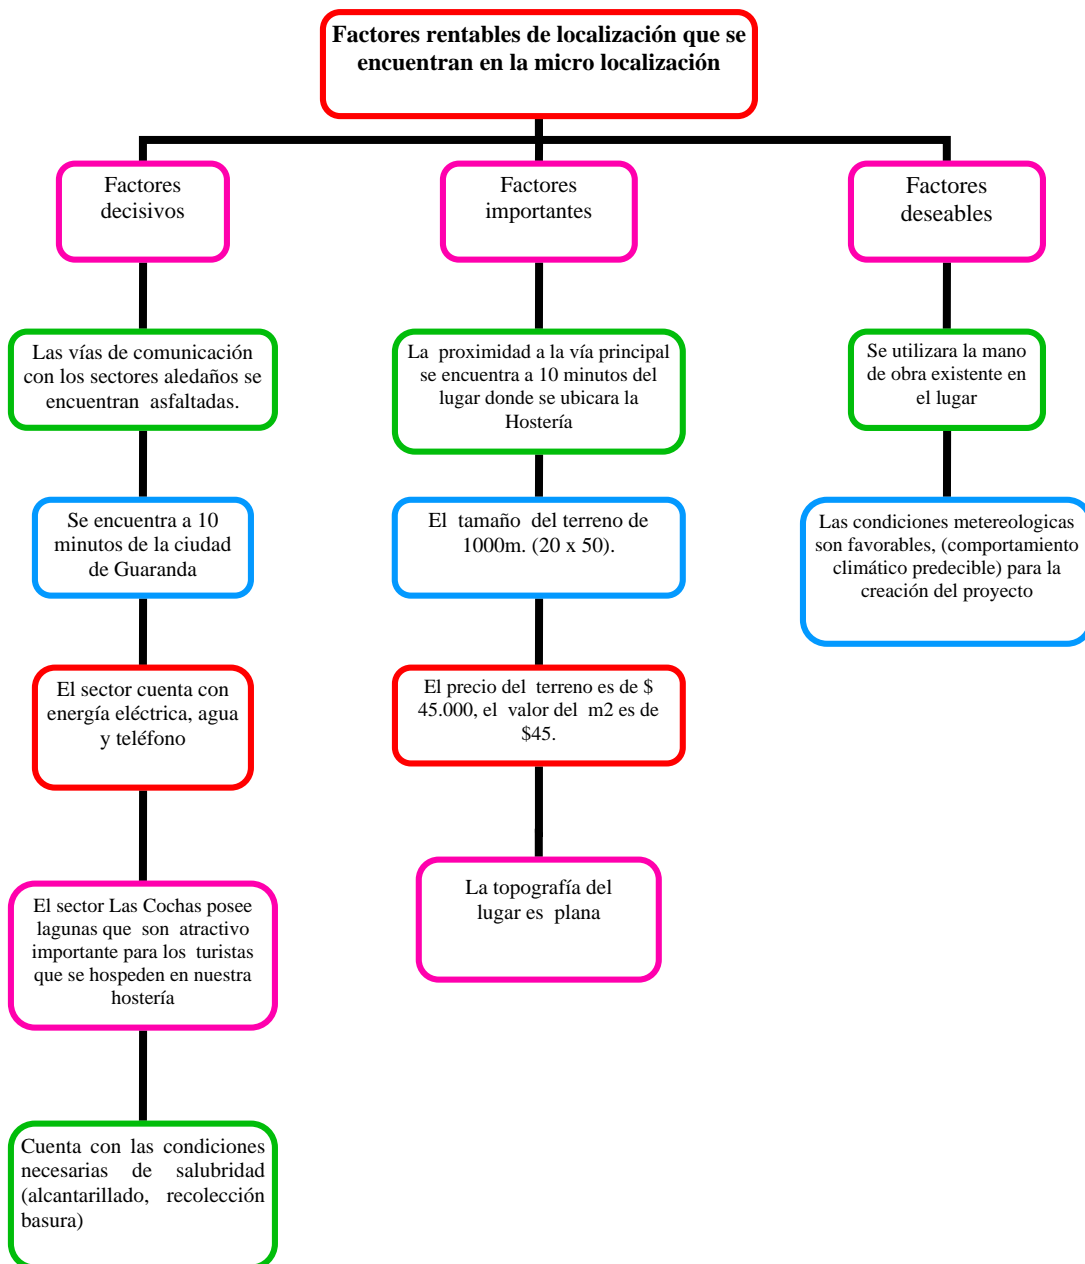 Factores rentables de localización que se
encuentran en la micro localización
Factores
decisivos
Las vías de comunicación
con los sectores aledaños se
encuentran asfaltadas.
Se encuentra a 10
minutos de la ciudad
de Guaranda
El sector cuenta con
energía eléctrica, agua
y teléfono
El sector Las Cochas posee
lagunas que son atractivo
importante para los turistas
que se hospeden en nuestra
hostería
Cuenta con las condiciones
necesarias de salubridad
(alcantarillado, recolección
basura)
Factores
importantes
La proximidad a la vía principal
se encuentra a 10 minutos del
lugar donde se ubicara la
Hostería
El tamaño del terreno de
1000m. (20 x 50).
El precio del terreno es de $
45.000, el valor del m2 es de
$45.
La topografía del
lugar es plana
Factores
deseables
Se utilizara la mano
de obra existente en
el lugar
Las condiciones metereologicas
son favorables, (comportamiento
climático predecible) para la
creación del proyecto